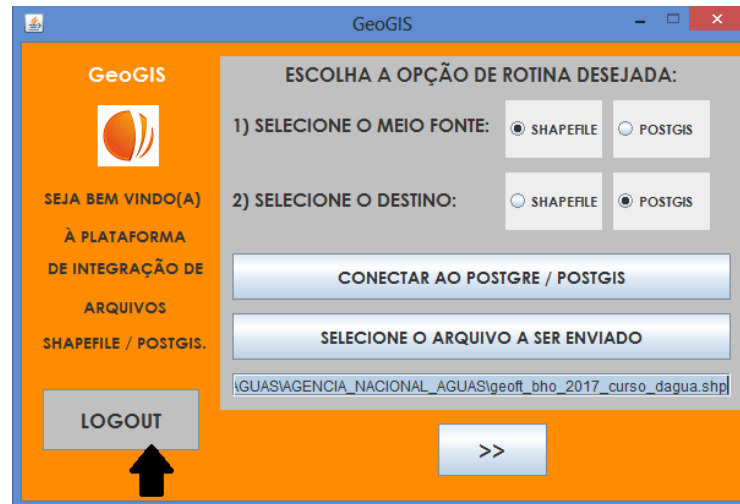 GeoGIS
GeoGIS
SEJA BEM VINDO(A)
À PLATAFORMA
DE INTEGRAÇÃO DE
ARQUIVOS
SHAPEFILE / POSTGIS.
LOGOUT
ESCOLHA A OPÇÃO DE ROTINA DESEJADA:
1) SELECIONE O MEIO FONTE: SHAPEFILE POSTGIS
2) SELECIONE O DESTINO: SHAPEFILE POSTGIS
CONECTAR AO POSTGRE / POSTGIS
SELECIONE O ARQUIVO A SER ENVIADO
\GUAS\AGENCIA_NACIONAL_AGUAS\geoft_bho_2017_curso_dagua.shp
>>